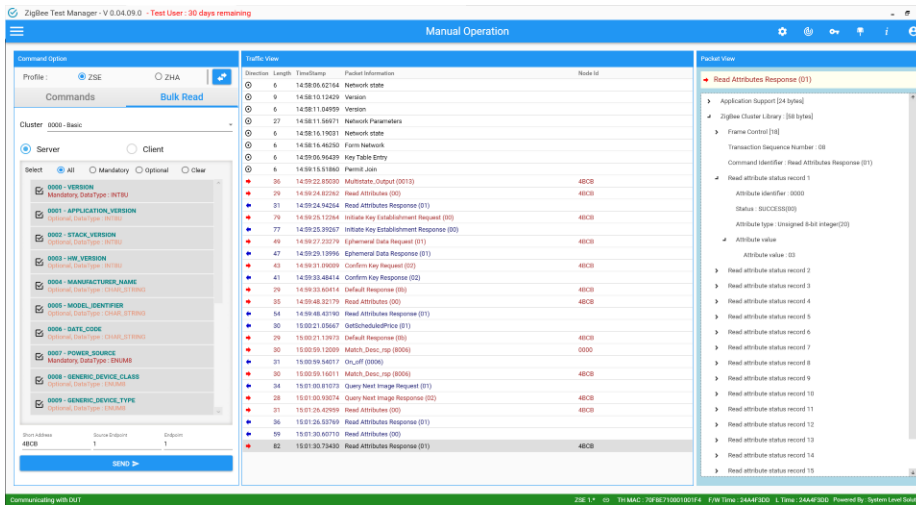 ZigBee Test Manager - V 0.04.09.0 - Test User : 30 days remaining
Manual Operation
Command Option
Profile : ZSE ZHA
Commands Bulk Read
Cluster 0000 - Basic
Server Client
Select All Mandatory Optional Clear
0000 - VERSION
Mandatory, DataType : INT8U
0001 - APPLICATION_VERSION
Optional, DataType : INT8U
0002 - STACK_VERSION
Optional, DataType : INT8U
0003 - HW_VERSION
Optional, DataType : INT8U
0004 - MANUFACTURER_NAME
Optional, DataType : CHAR_STRING
0005 - MODEL_IDENTIFIER
Optional, DataType : CHAR_STRING
0006 - DATE_CODE
Optional, DataType : CHAR_STRING
0007 - POWER_SOURCE
Mandatory, DataType : ENUM8
0008 - GENERIC_DEVICE_CLASS
Optional, DataType : ENUM8
0009 - GENERIC_DEVICE_TYPE
Optional, DataType : ENUM8
Short Address Source Endpoint Endpoint
4BCB 1 1
SEND
Traffic View
Direction Length TimeStamp Packet Information Node Id
6 14:58:06.62164 Network state
9 14:58:10.12429 Version
6 14:58:11.04959 Version
27 14:58:11.56971 Network Parameters
6 14:58:16.19031 Network state
6 14:58:16.46250 Form Network
6 14:59:06.96439 Key Table Entry
6 14:59:15.51860 Permit Join
36 14:59:22.85030 Multistate_Output (0013) 4BCB
29 14:59:24.82262 Read Attributes (00) 4BCB
31 14:59:24.94264 Read Attributes Response (01)
79 14:59:25.12264 Initiate Key Establishment Request (00) 4BCB
77 14:59:25.39267 Initiate Key Establishment Response (00)
49 14:59:27.23279 Ephemeral Data Request (01) 4BCB
47 14:59:29.13996 Ephemeral Data Response (01)
43 14:59:31.09009 Confirm Key Request (02) 4BCB
41 14:59:33.48414 Confirm Key Response (02)
29 14:59:33.60414 Default Response (0b) 4BCB
35 14:59:48.32179 Read Attributes (00) 4BCB
54 14:59:48.43190 Read Attributes Response (01)
30 15:00:21.05667 GetScheduledPrice (01)
29 15:00:21.13973 Default Response (0b) 4BCB
30 15:00:59.12009 Match_Desc_rsp (8006) 0000
31 15:00:59.54017 On_off (0006)
30 15:00:59.16011 Match_Desc_rsp (8006) 4BCB
34 15:01:00.81073 Query Next Image Request (01)
28 15:01:00.93074 Query Next Image Response (02) 4BCB
31 15:01:26.42959 Read Attributes (00) 4BCB
36 15:01:26.53769 Read Attributes Response (01)
59 15:01:30.60710 Read Attributes (00)
82 15:01:30.73430 Read Attributes Response (01) 4BCB
Packet View
Read Attributes Response (01)
Application Support [24 bytes]
ZigBee Cluster Library : [58 bytes]
Frame Control [18]
Transaction Sequence Number : 08
Command Identifier : Read Attributes Response (01)
Read attribute status record 1
Attribute identifier : 0000
Status : SUCCESS(00)
Attribute type : Unsigned 8-bit integer(20)
Attribute value
Attribute value : 03
Read attribute status record 2
Read attribute status record 3
Read attribute status record 4
Read attribute status record 5
Read attribute status record 6
Read attribute status record 7
Read attribute status record 8
Read attribute status record 9
Read attribute status record 10
Read attribute status record 11
Read attribute status record 12
Read attribute status record 13
Read attribute status record 14
Read attribute status record 15
Communicating with DUT
ZSE 1.* TH MAC : 70FBE710001001F4 F/W Time : 24A4F3DD L Time : 24A4F3DD Powered By : System Level Solut